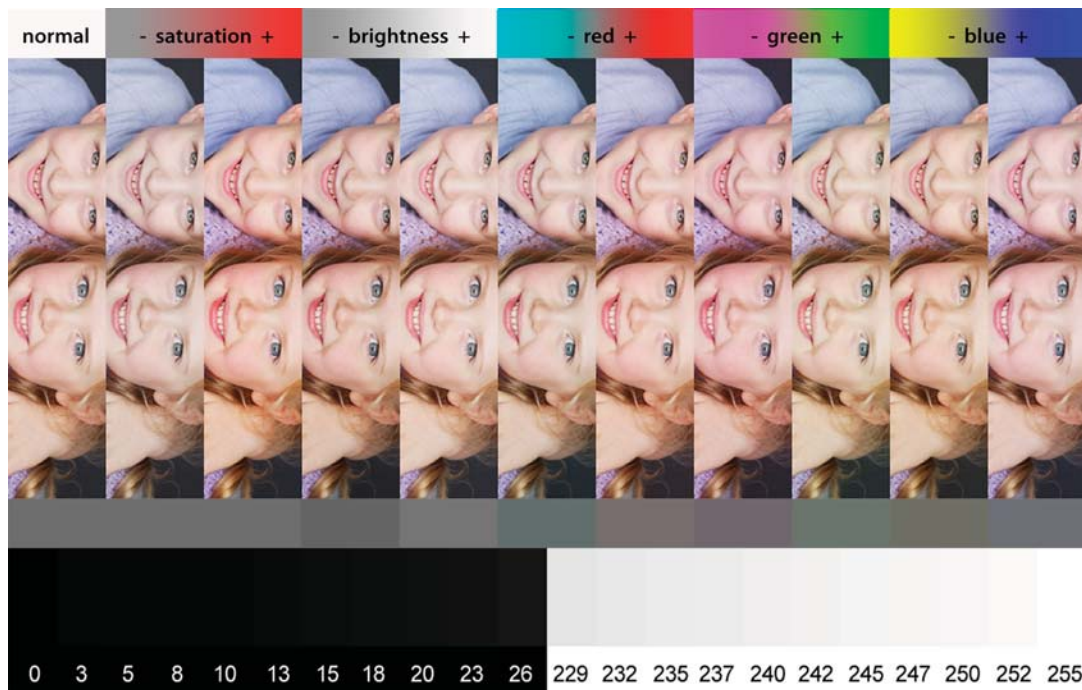 normal - saturation + - brightness + - red + - green + - blue +
0 3 5 8 10 13 15 18 20 23 26 229 232 235 237 240 242 245 247 250 252 255